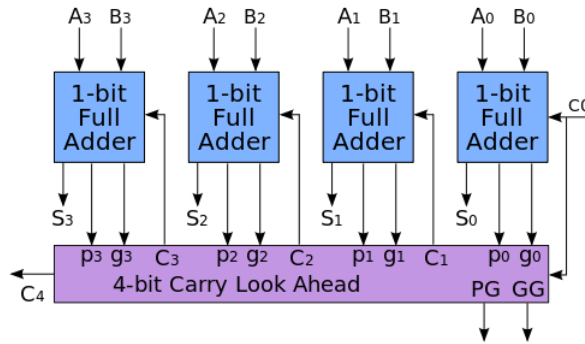 A3 B3 A2 B2 A1 B1 A0 B0
1-bit Full Adder
1-bit Full Adder
1-bit Full Adder
1-bit Full Adder
C0
S3 S2 S1 S0
p3 g3 C3 p2 g2 C2 p1 g1 C1 p0 g0
4-bit Carry Look Ahead
PG GG
C4